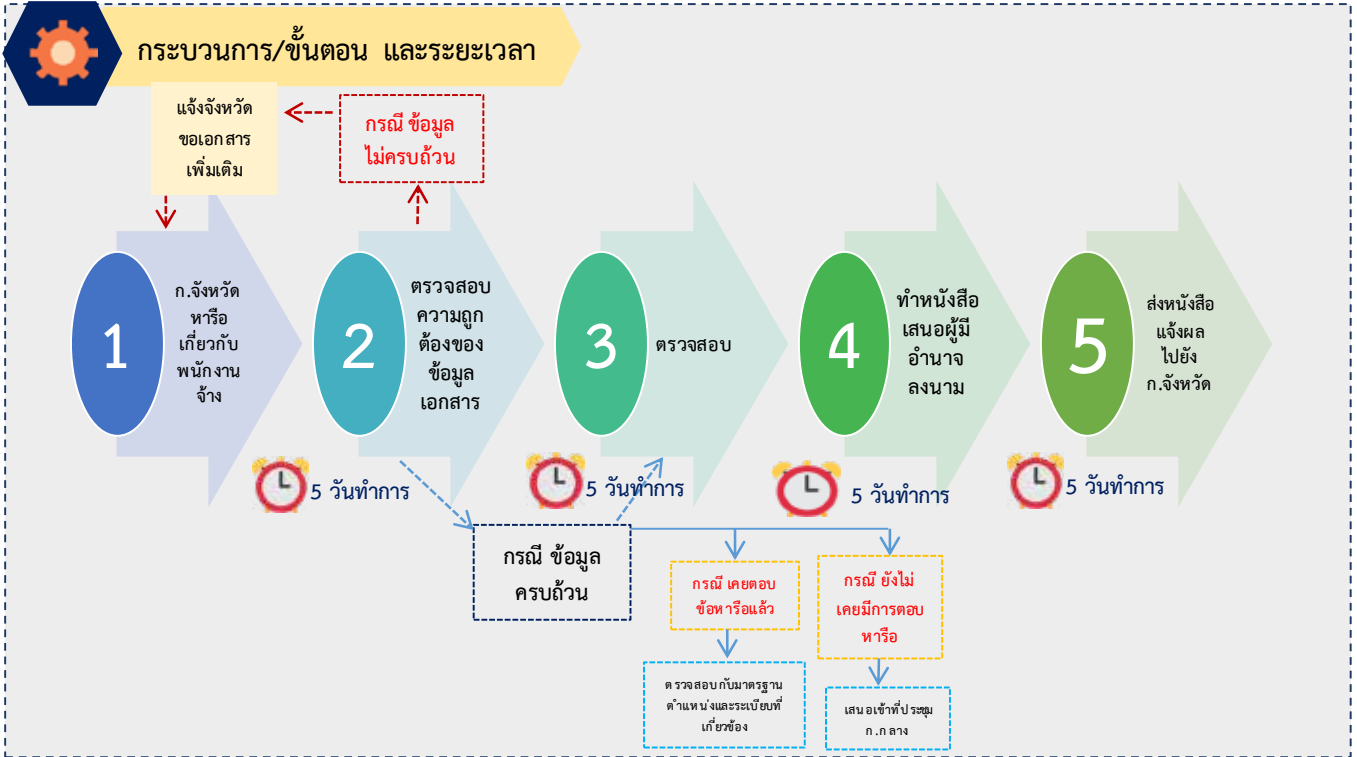 กระบวนการ/ขั้นตอน และระยะเวลา
แจ้งจังหวัด
ขอเอกสาร
เพิ่มเติม
กรณี ข้อมูล
ไม่ครบถ้วน
1
ก.จังหวัด
หารือ
เกี่ยวกับ
พนักงาน
จ้าง
2
ตรวจสอบ
ความถูก
ต้องของ
ข้อมูล
เอกสาร
3
ตรวจสอบ
4
ทำหนังสือ
เสนอผู้มี
อำนาจ
ลงนาม
5
ส่งหนังสือ
แจ้งผล
ไปยัง
ก.จังหวัด
5 วันทำการ
5 วันทำการ
5 วันทำการ
5 วันทำการ
กรณี ข้อมูล
ครบถ้วน
กรณี เคยตอบ
ข้อหารือแล้ว
กรณี ยังไม่
เคยมีการตอบ
หารือ
ตรวจสอบกับมาตรฐาน
ตำแหน่งและระเบียบที่
เกี่ยวข้อง
เสนอเข้าที่ประชุม
ก.กลาง